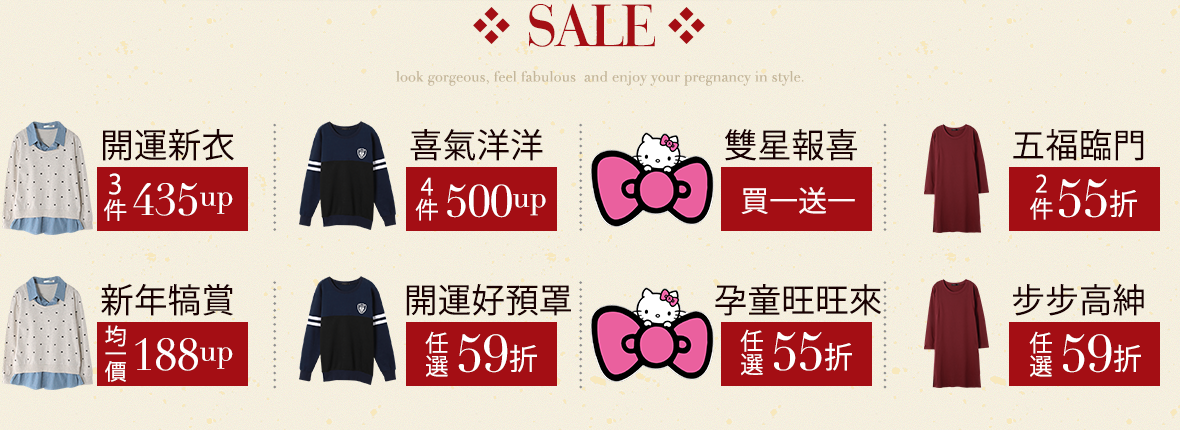 SALE
look gorgeous, feel fabulous and enjoy your pregnancy in style.
開運新衣
3件 435up
喜氣洋洋
4件 500up
雙星報喜
買一送一
五福臨門
2件 55折
新年犒賞
均一價 188up
開運好預罩
任選 59折
孕童旺旺來
任選 55折
步步高紳
任選 59折